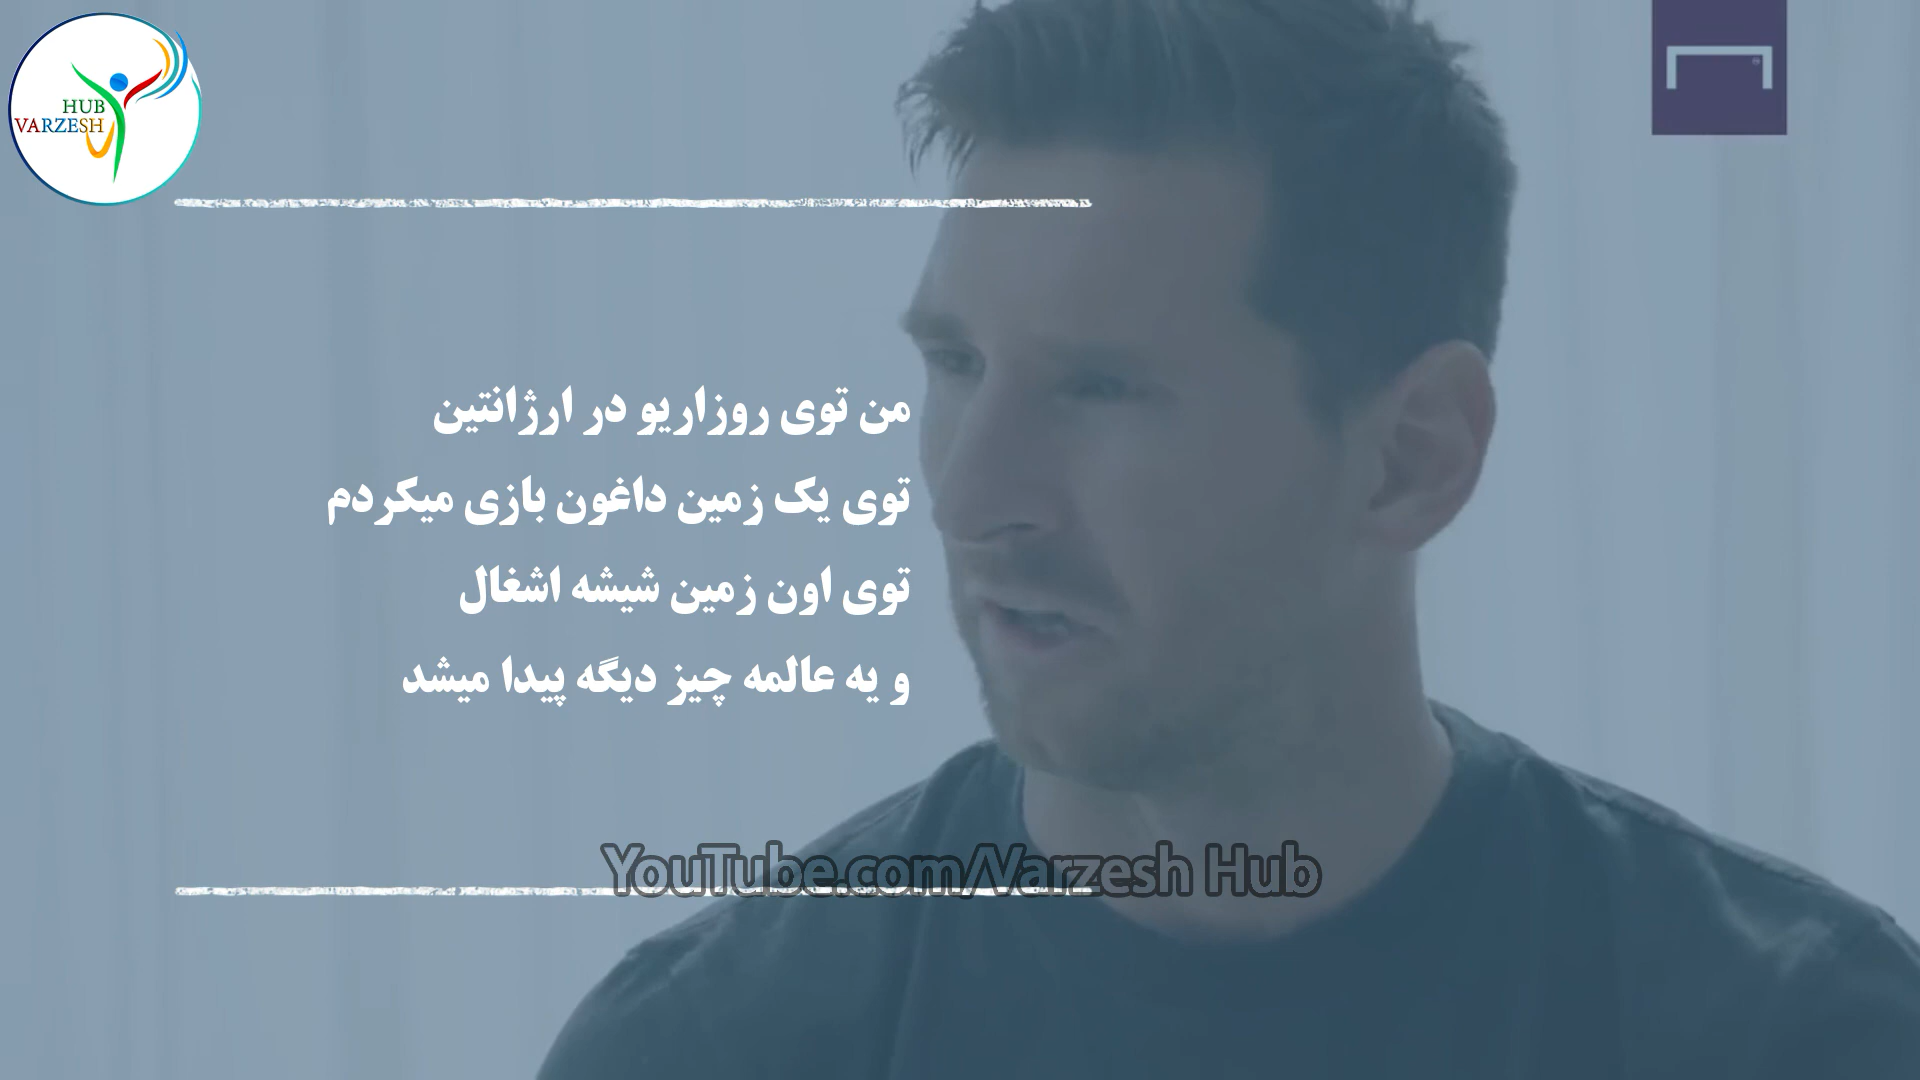 HUB
VARZESH
من توی روزاریو در ارژانتین
توی یک زمین داغون بازی میکردم
توی اون زمین شیشه اشغال
و یه عالمه چیز دیگه پیدا میشد
YouTube.com/Varzesh Hub